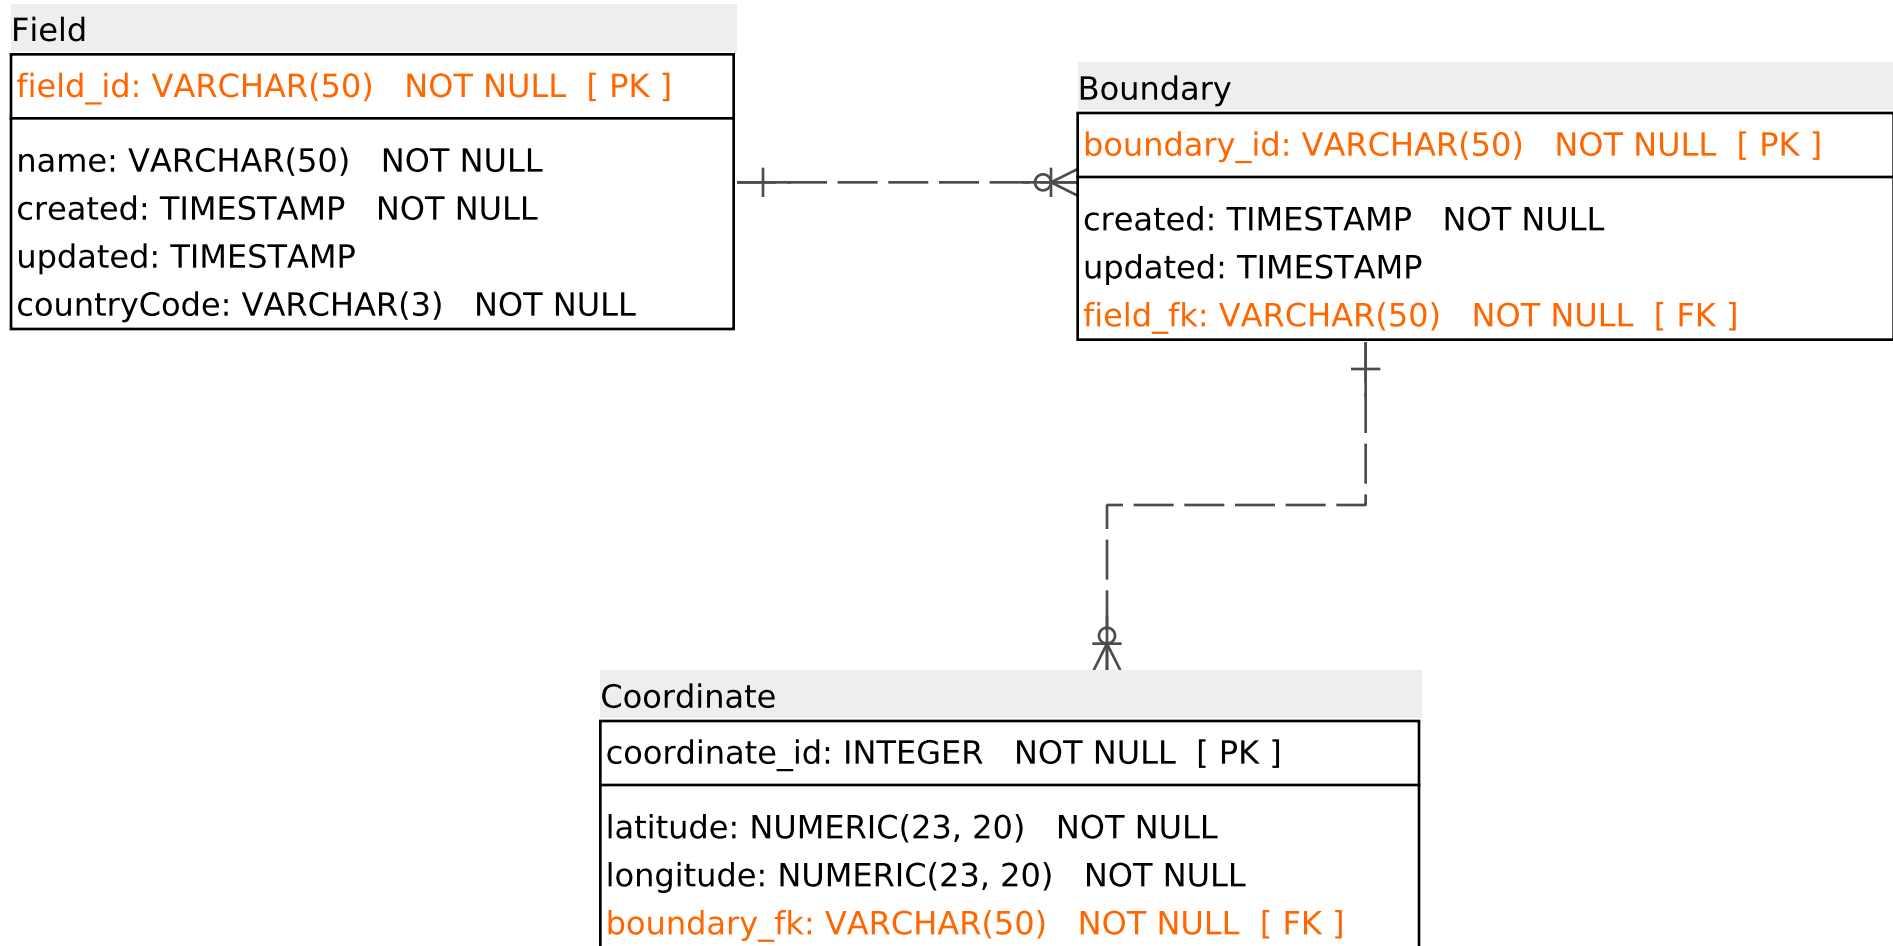 Field
field_id: VARCHAR(50) NOT NULL [ PK ]
name: VARCHAR(50) NOT NULL
created: TIMESTAMP NOT NULL
updated: TIMESTAMP
countryCode: VARCHAR(3) NOT NULL
Boundary
boundary_id: VARCHAR(50) NOT NULL [ PK ]
created: TIMESTAMP NOT NULL
updated: TIMESTAMP
field_fk: VARCHAR(50) NOT NULL [ FK ]
Coordinate
coordinate_id: INTEGER NOT NULL [ PK ]
latitude: NUMERIC(23, 20) NOT NULL
longitude: NUMERIC(23, 20) NOT NULL
boundary_fk: VARCHAR(50) NOT NULL [ FK ]